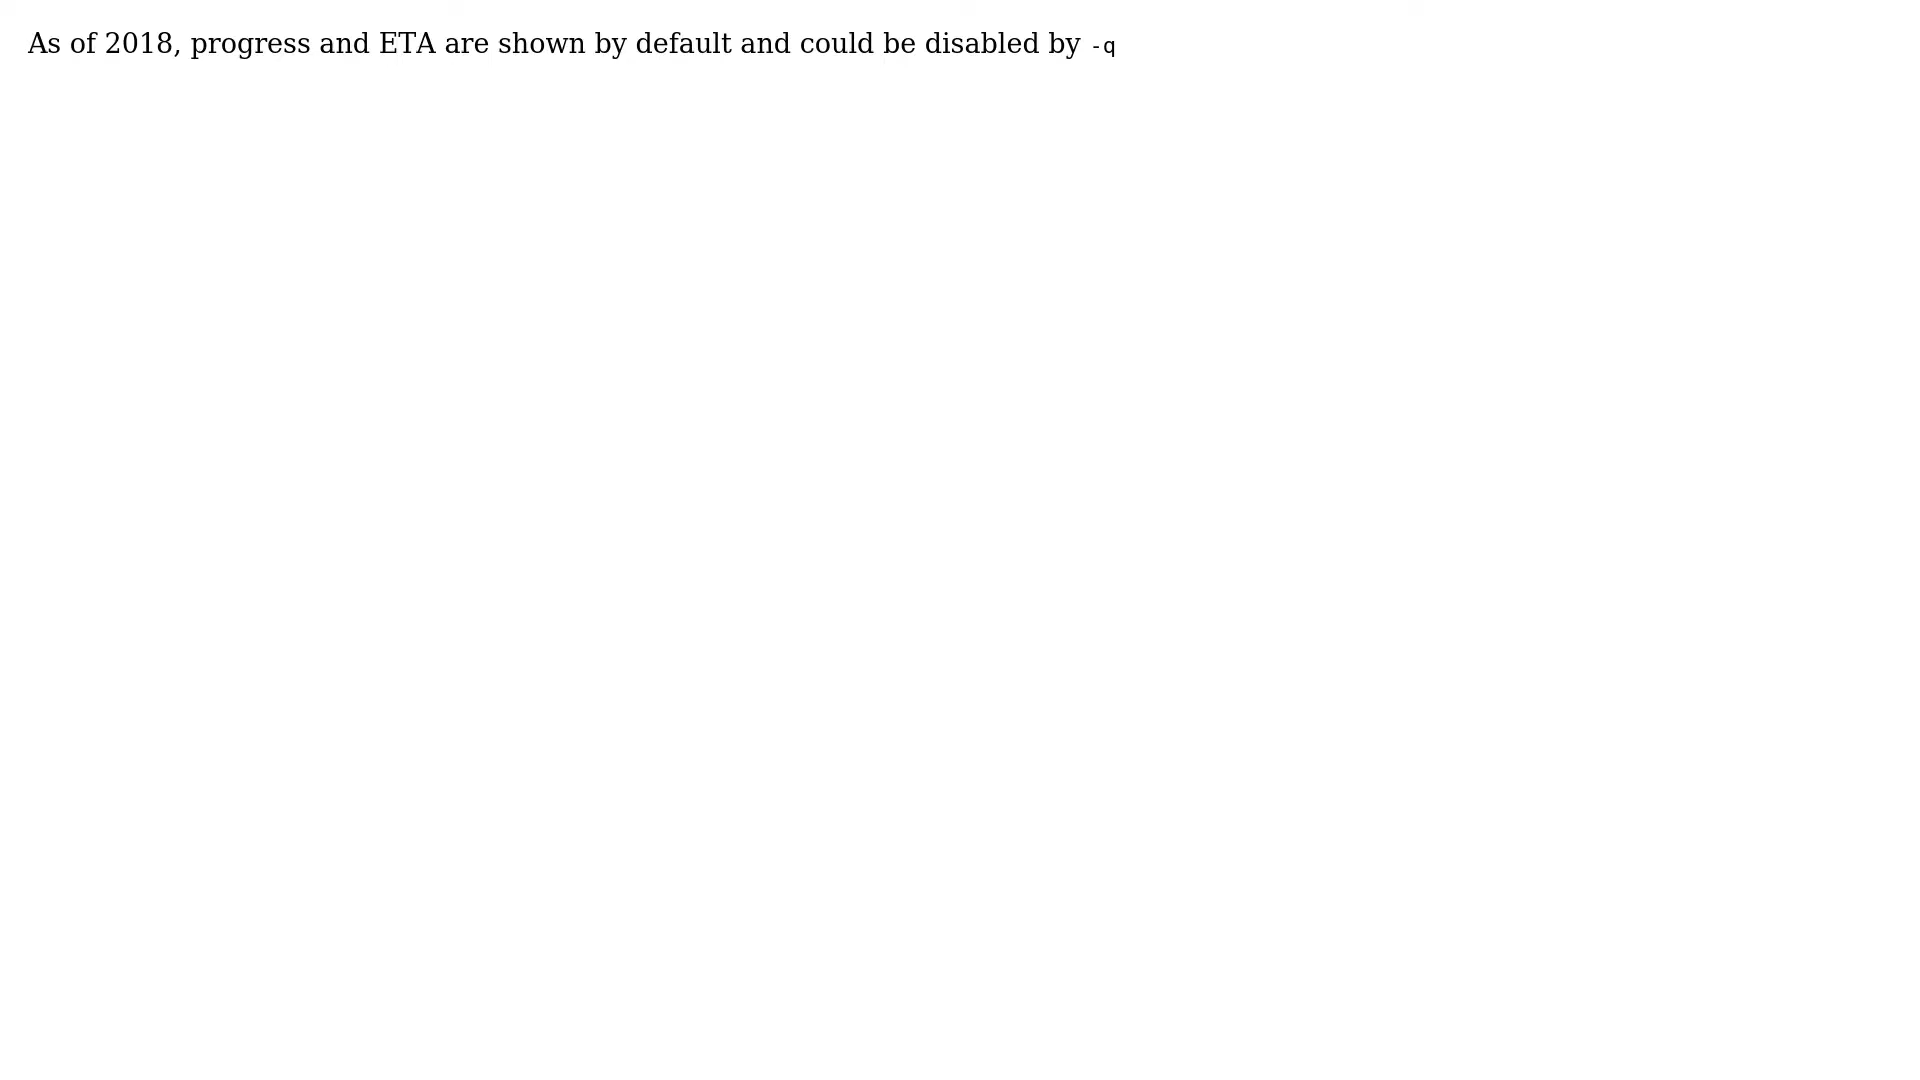 As of 2018, progress and ETA are shown by default and could be disabled by -q